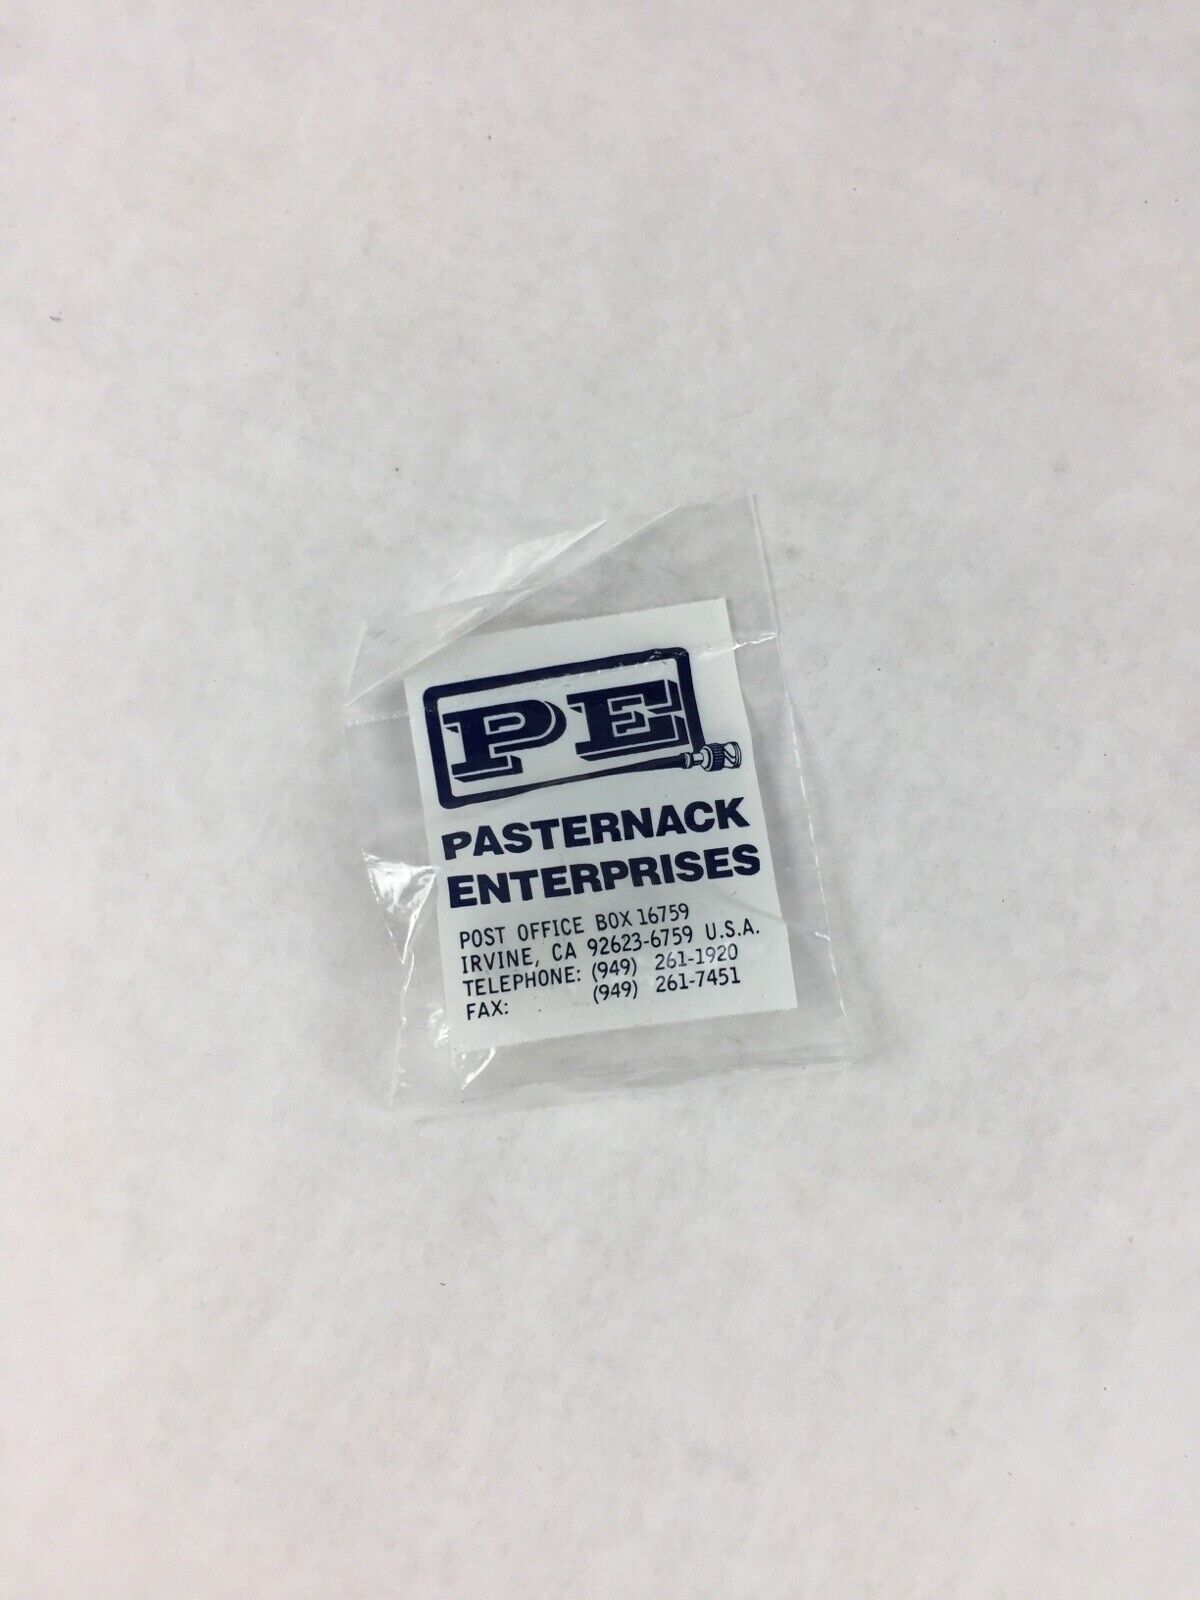 PE
PASTERNACK
ENTERPRISES
POST OFFICE BOX 16759
IRVINE, CA 92623-6759 U.S.A.
TELEPHONE: (949) 261-1920
FAX: (949) 261-7451